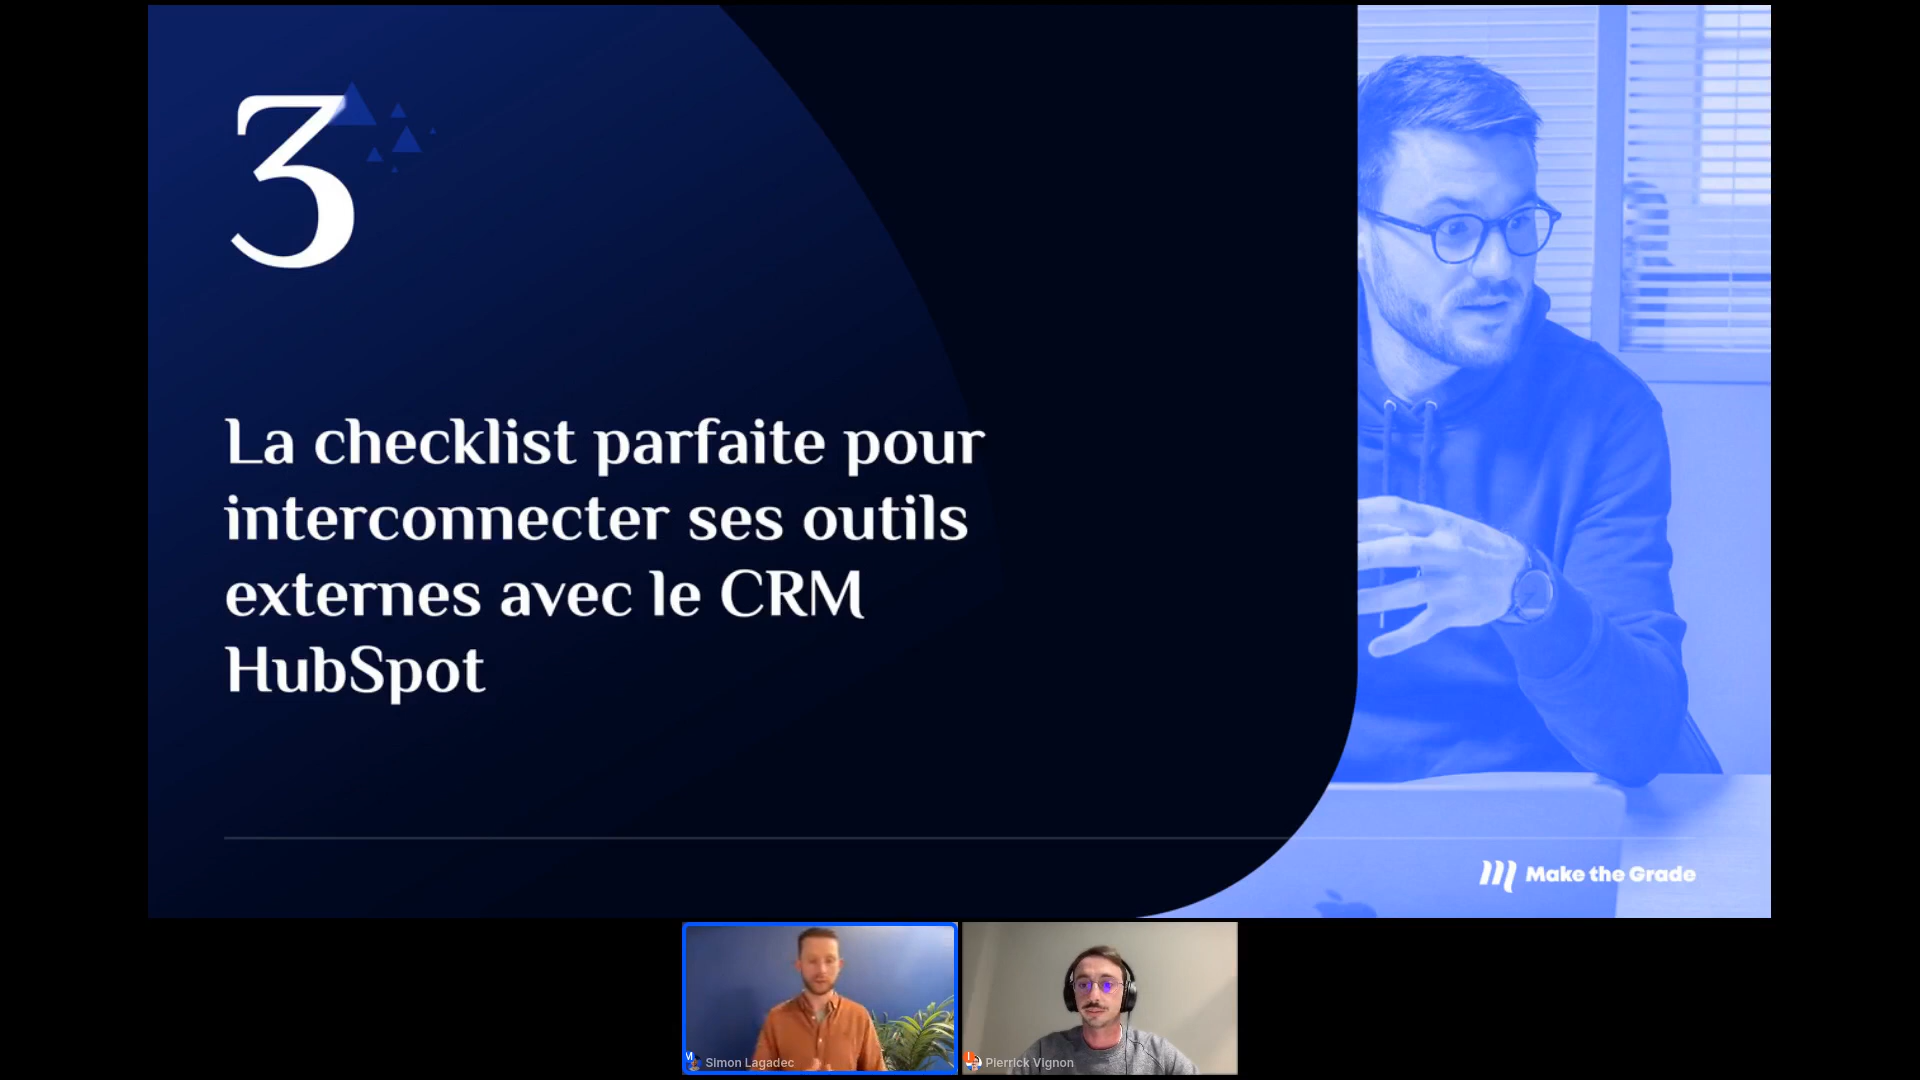 3
La checklist parfaite pour
interconnecter ses outils
externes avec le CRM
HubSpot
Make the Grade
Simon Lagadec
Pierrick Vignon